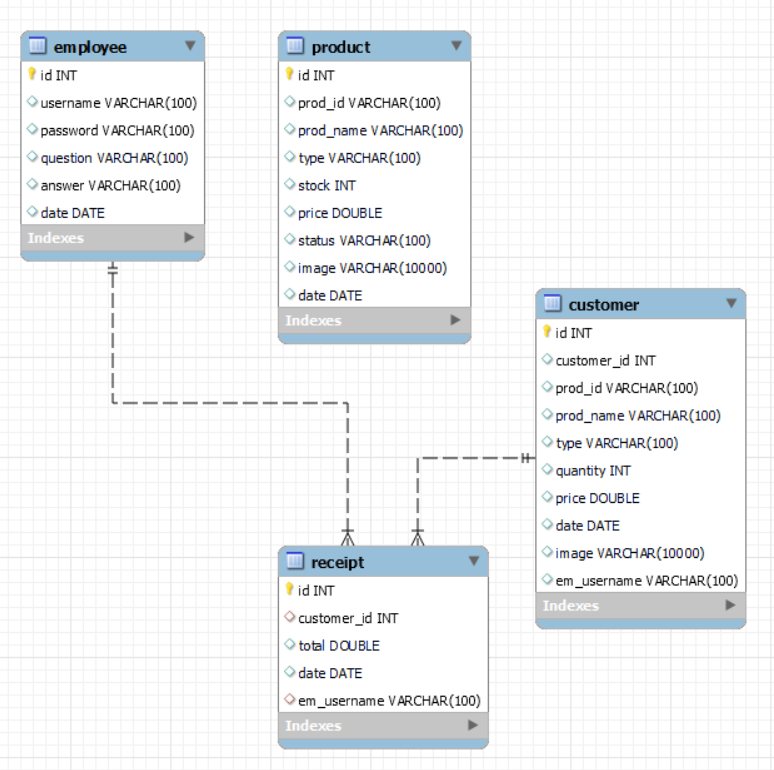 employee
id INT
username VARCHAR(100)
password VARCHAR(100)
question VARCHAR(100)
answer VARCHAR(100)
date DATE
Indexes
product
id INT
prod_id VARCHAR(100)
prod_name VARCHAR(100)
type VARCHAR(100)
stock INT
price DOUBLE
status VARCHAR(100)
image VARCHAR(10000)
date DATE
Indexes
customer
id INT
customer_id INT
prod_id VARCHAR(100)
prod_name VARCHAR(100)
type VARCHAR(100)
quantity INT
price DOUBLE
date DATE
image VARCHAR(10000)
em_username VARCHAR(100)
Indexes
receipt
id INT
customer_id INT
total DOUBLE
date DATE
em_username VARCHAR(100)
Indexes